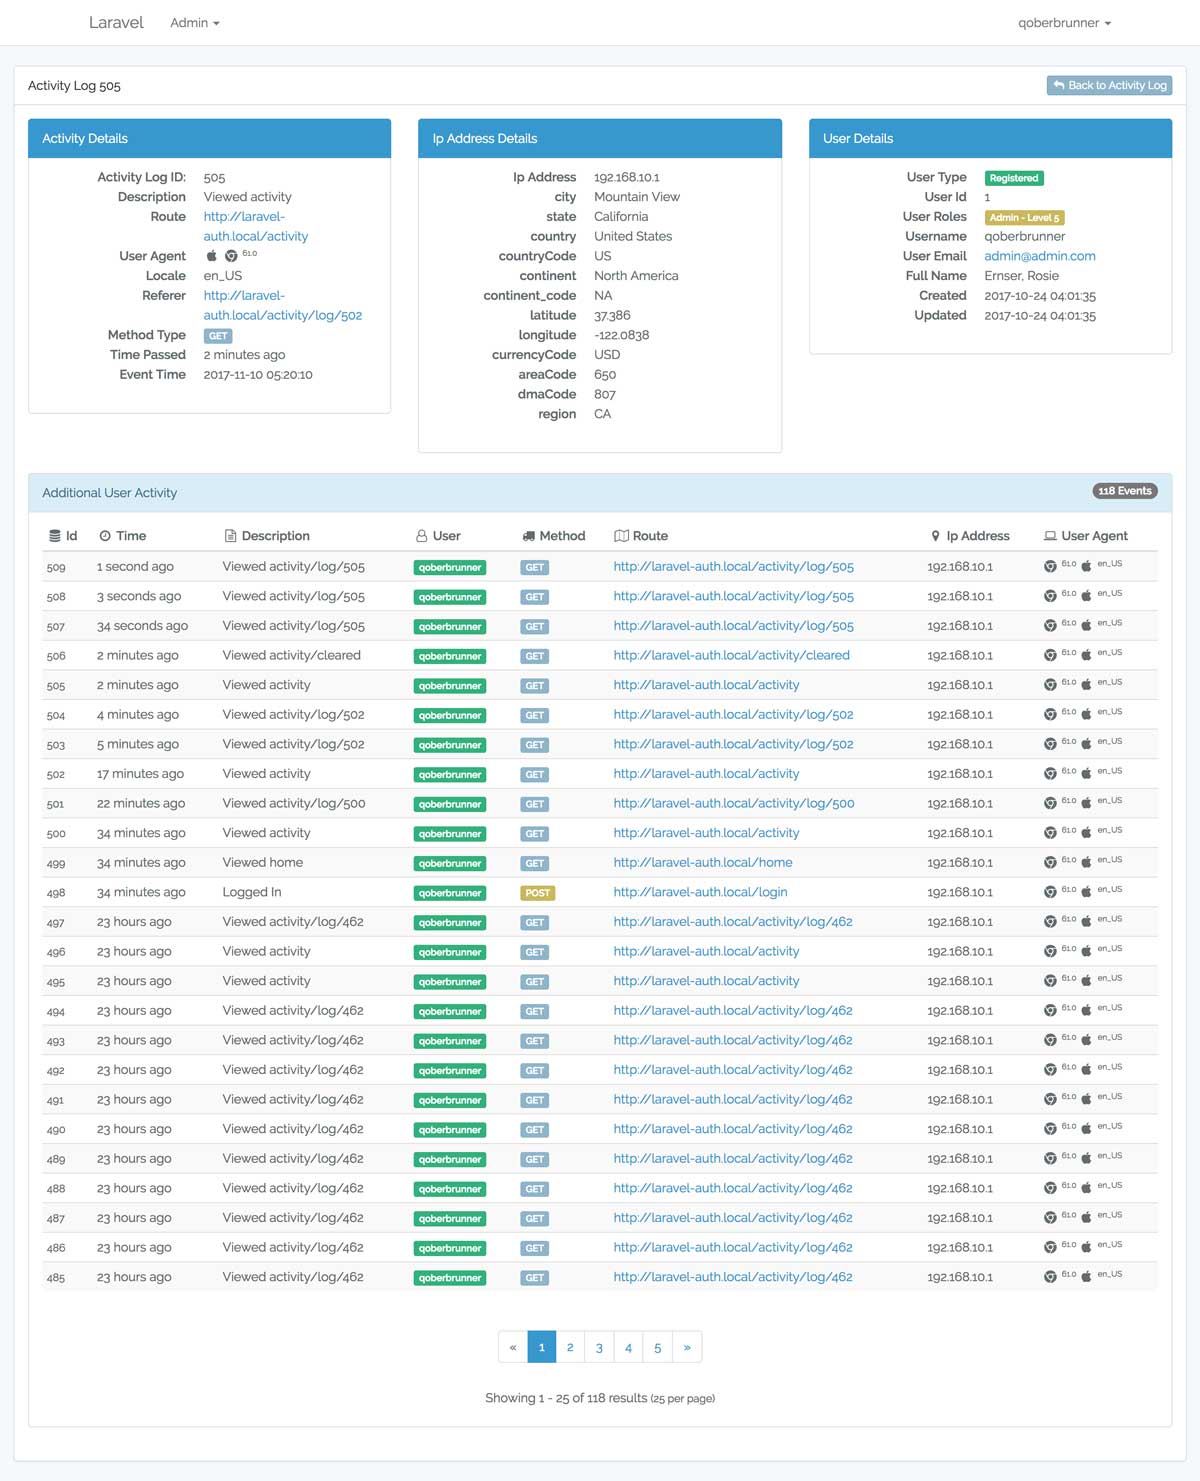 Laravel Admin qoberbrunner
Activity Log 505 Back to Activity Log
Activity Details
Activity Log ID: 505
Description Viewed activity
Route http://laravel-
auth.local/activity
User Agent 61.0
Locale en_US
Referer http://laravel-
auth.local/activity/log/502
Method Type GET
Time Passed 2 minutes ago
Event Time 2017-11-10 05:20:10
Ip Address Details
Ip Address 192.168.10.1
city Mountain View
state California
country United States
countryCode US
continent North America
continent_code NA
latitude 37.386
longitude -122.0838
currencyCode USD
areaCode 650
dmaCode 807
region CA
User Details
User Type Registered
User Id 1
User Roles Admin - Level 5
Username qoberbrunner
User Email admin@admin.com
Full Name Ernser, Rosie
Created 2017-10-24 04:01:35
Updated 2017-10-24 04:01:35
Additional User Activity 118 Events
Id Time Description User Method Route Ip Address User Agent
509 1 second ago Viewed activity/log/505 qoberbrunner GET http://laravel-auth.local/activity/log/505 192.168.10.1 61.0 en_US
508 3 seconds ago Viewed activity/log/505 qoberbrunner GET http://laravel-auth.local/activity/log/505 192.168.10.1 61.0 en_US
507 34 seconds ago Viewed activity/log/505 qoberbrunner GET http://laravel-auth.local/activity/log/505 192.168.10.1 61.0 en_US
506 2 minutes ago Viewed activity/cleared qoberbrunner GET http://laravel-auth.local/activity/cleared 192.168.10.1 61.0 en_US
505 2 minutes ago Viewed activity qoberbrunner GET http://laravel-auth.local/activity 192.168.10.1 61.0 en_US
504 4 minutes ago Viewed activity/log/502 qoberbrunner GET http://laravel-auth.local/activity/log/502 192.168.10.1 61.0 en_US
503 5 minutes ago Viewed activity/log/502 qoberbrunner GET http://laravel-auth.local/activity/log/502 192.168.10.1 61.0 en_US
502 17 minutes ago Viewed activity qoberbrunner GET http://laravel-auth.local/activity 192.168.10.1 61.0 en_US
501 22 minutes ago Viewed activity/log/500 qoberbrunner GET http://laravel-auth.local/activity/log/500 192.168.10.1 61.0 en_US
500 34 minutes ago Viewed activity qoberbrunner GET http://laravel-auth.local/activity 192.168.10.1 61.0 en_US
499 34 minutes ago Viewed home qoberbrunner GET http://laravel-auth.local/home 192.168.10.1 61.0 en_US
498 34 minutes ago Logged In qoberbrunner POST http://laravel-auth.local/login 192.168.10.1 61.0 en_US
497 23 hours ago Viewed activity/log/462 qoberbrunner GET http://laravel-auth.local/activity/log/462 192.168.10.1 61.0 en_US
496 23 hours ago Viewed activity qoberbrunner GET http://laravel-auth.local/activity 192.168.10.1 61.0 en_US
495 23 hours ago Viewed activity qoberbrunner GET http://laravel-auth.local/activity 192.168.10.1 61.0 en_US
494 23 hours ago Viewed activity/log/462 qoberbrunner GET http://laravel-auth.local/activity/log/462 192.168.10.1 61.0 en_US
493 23 hours ago Viewed activity/log/462 qoberbrunner GET http://laravel-auth.local/activity/log/462 192.168.10.1 61.0 en_US
492 23 hours ago Viewed activity/log/462 qoberbrunner GET http://laravel-auth.local/activity/log/462 192.168.10.1 61.0 en_US
491 23 hours ago Viewed activity/log/462 qoberbrunner GET http://laravel-auth.local/activity/log/462 192.168.10.1 61.0 en_US
490 23 hours ago Viewed activity/log/462 qoberbrunner GET http://laravel-auth.local/activity/log/462 192.168.10.1 61.0 en_US
489 23 hours ago Viewed activity/log/462 qoberbrunner GET http://laravel-auth.local/activity/log/462 192.168.10.1 61.0 en_US
488 23 hours ago Viewed activity/log/462 qoberbrunner GET http://laravel-auth.local/activity/log/462 192.168.10.1 61.0 en_US
487 23 hours ago Viewed activity/log/462 qoberbrunner GET http://laravel-auth.local/activity/log/462 192.168.10.1 61.0 en_US
486 23 hours ago Viewed activity/log/462 qoberbrunner GET http://laravel-auth.local/activity/log/462 192.168.10.1 61.0 en_US
485 23 hours ago Viewed activity/log/462 qoberbrunner GET http://laravel-auth.local/activity/log/462 192.168.10.1 61.0 en_US
« 1 2 3 4 5 »
Showing 1 - 25 of 118 results (25 per page)